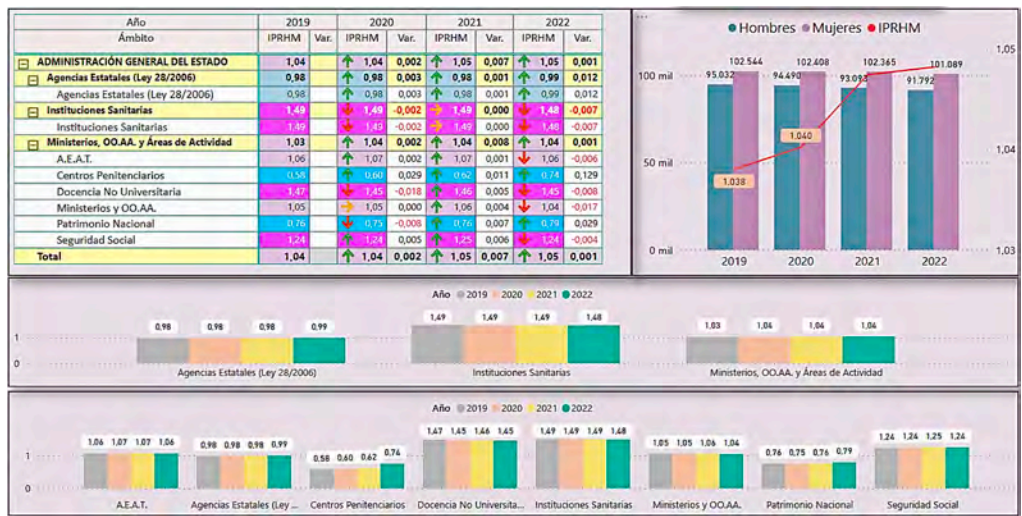 Año 2019 2020 2021 2022
Ámbito IPRHM Var. IPRHM Var. IPRHM Var. IPRHM Var.
ADMINISTRACIÓN GENERAL DEL ESTADO 1,04 1,04 0,002 1,05 0,007 1,05 0,001
Agencias Estatales (Ley 28/2006) 0,98 0,98 0,003 0,98 0,001 0,99 0,012
Agencias Estatales (Ley 28/2006) 0,98 0,98 0,003 0,98 0,001 0,99 0,012
Instituciones Sanitarias 1,49 1,49 -0,002 1,49 0,000 1,48 -0,007
Instituciones Sanitarias 1,49 1,49 -0,002 1,49 0,000 1,48 -0,007
Ministerios, OO.AA. y Áreas de Actividad 1,03 1,04 0,002 1,04 0,008 1,04 0,001
A.E.A.T. 1,06 1,07 0,002 1,07 0,001 1,06 -0,006
Centros Penitenciarios 0,58 0,60 0,029 0,62 0,011 0,74 0,129
Docencia No Universitaria 1,47 1,45 -0,018 1,46 0,005 1,45 -0,008
Ministerios y OO.AA. 1,05 1,05 0,000 1,06 0,004 1,04 -0,017
Patrimonio Nacional 0,76 0,75 -0,008 0,76 0,007 0,79 0,029
Seguridad Social 1,24 1,24 0,005 1,25 0,006 1,24 -0,004
Total 1,04 1,04 0,002 1,05 0,007 1,05 0,001
Hombres Mujeres IPRHM
1,05
95.032 102.544 94.490 102.408 93.093 102.365 91.792 101.089
100 mil
1.040
1,04
50 mil
1.038
0 mil
1,03
2019 2020 2021 2022
Año 2019 2020 2021 2022
0,98 0,98 0,98 0,99 1,49 1,49 1,49 1,48 1,03 1,04 1,04 1,04
1
0
Agencias Estatales (Ley 28/2006) Instituciones Sanitarias Ministerios, OO.AA. y Áreas de Actividad
Año 2019 2020 2021 2022
1,06 1,07 1,07 1,06 0,98 0,98 0,98 0,99 0,58 0,60 0,62 0,74 1,47 1,45 1,46 1,45 1,49 1,49 1,49 1,48 1,05 1,05 1,06 1,04 0,76 0,75 0,76 0,79 1,24 1,24 1,25 1,24
1
0
A.E.A.T. Agencias Estatales (Ley ... Centros Penitenciarios Docencia No Universita... Instituciones Sanitarias Ministerios y OO.AA. Patrimonio Nacional Seguridad Social